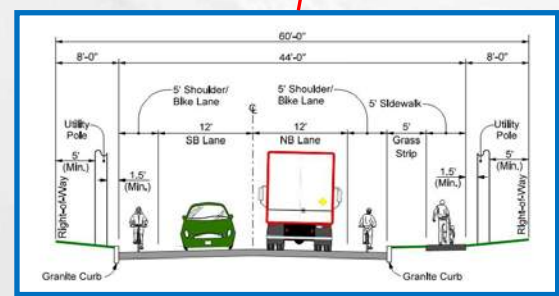 60'-0"
8'-0"
44'-0"
8'-0"
5' Shoulder/
Bike Lane
℄
5' Shoulder/
Bike Lane
5' Sidewalk
Utility
Pole
12'
SB Lane
12'
NB Lane
5'
Grass
Strip
Utility
Pole
5'
(Min.)
1.5'
(Min.)
1.5'
(Min.)
5'
(Min.)
Right-of-Way
Right-of-Way
Granite Curb
Granite Curb